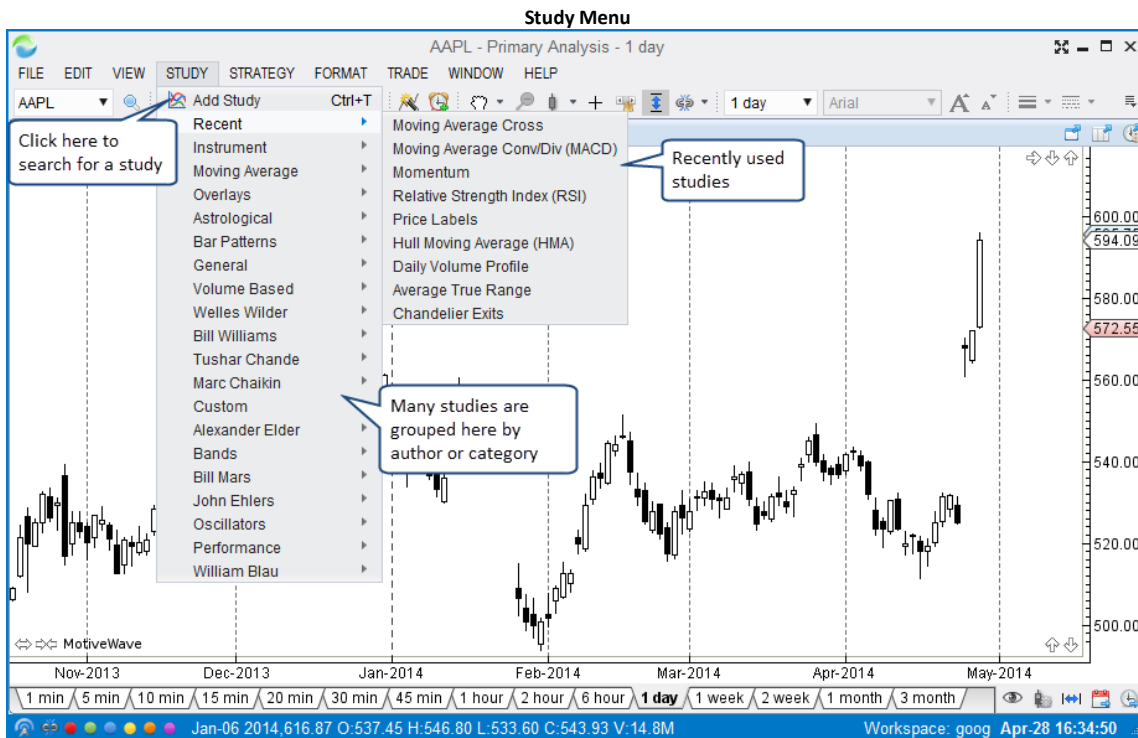 Study Menu
AAPL - Primary Analysis - 1 day
FILE EDIT VIEW STUDY STRATEGY FORMAT TRADE WINDOW HELP
AAPL 1 day Arial
Add Study Ctrl+T
Recent
Instrument
Moving Average
Overlays
Astrological
Bar Patterns
General
Volume Based
Welles Wilder
Bill Williams
Tushar Chande
Marc Chaikin
Custom
Alexander Elder
Bands
Bill Mars
John Ehlers
Oscillators
Performance
William Blau
Click here to
search for a study
Moving Average Cross
Moving Average Conv/Div (MACD)
Momentum
Relative Strength Index (RSI)
Price Labels
Hull Moving Average (HMA)
Daily Volume Profile
Average True Range
Chandelier Exits
Recently used
studies
Many studies are
grouped here by
author or category
600.00
594.09
580.00
572.55
560.00
540.00
520.00
500.00
MotiveWave
Nov-2013 Dec-2013 Jan-2014 Feb-2014 Mar-2014 Apr-2014 May-2014
1 min 5 min 10 min 15 min 20 min 30 min 45 min 1 hour 2 hour 6 hour 1 day 1 week 2 week 1 month 3 month
Jan-06 2014,616.87 O:537.45 H:546.80 L:533.60 C:543.93 V:14.8M Workspace: goog Apr-28 16:34:50